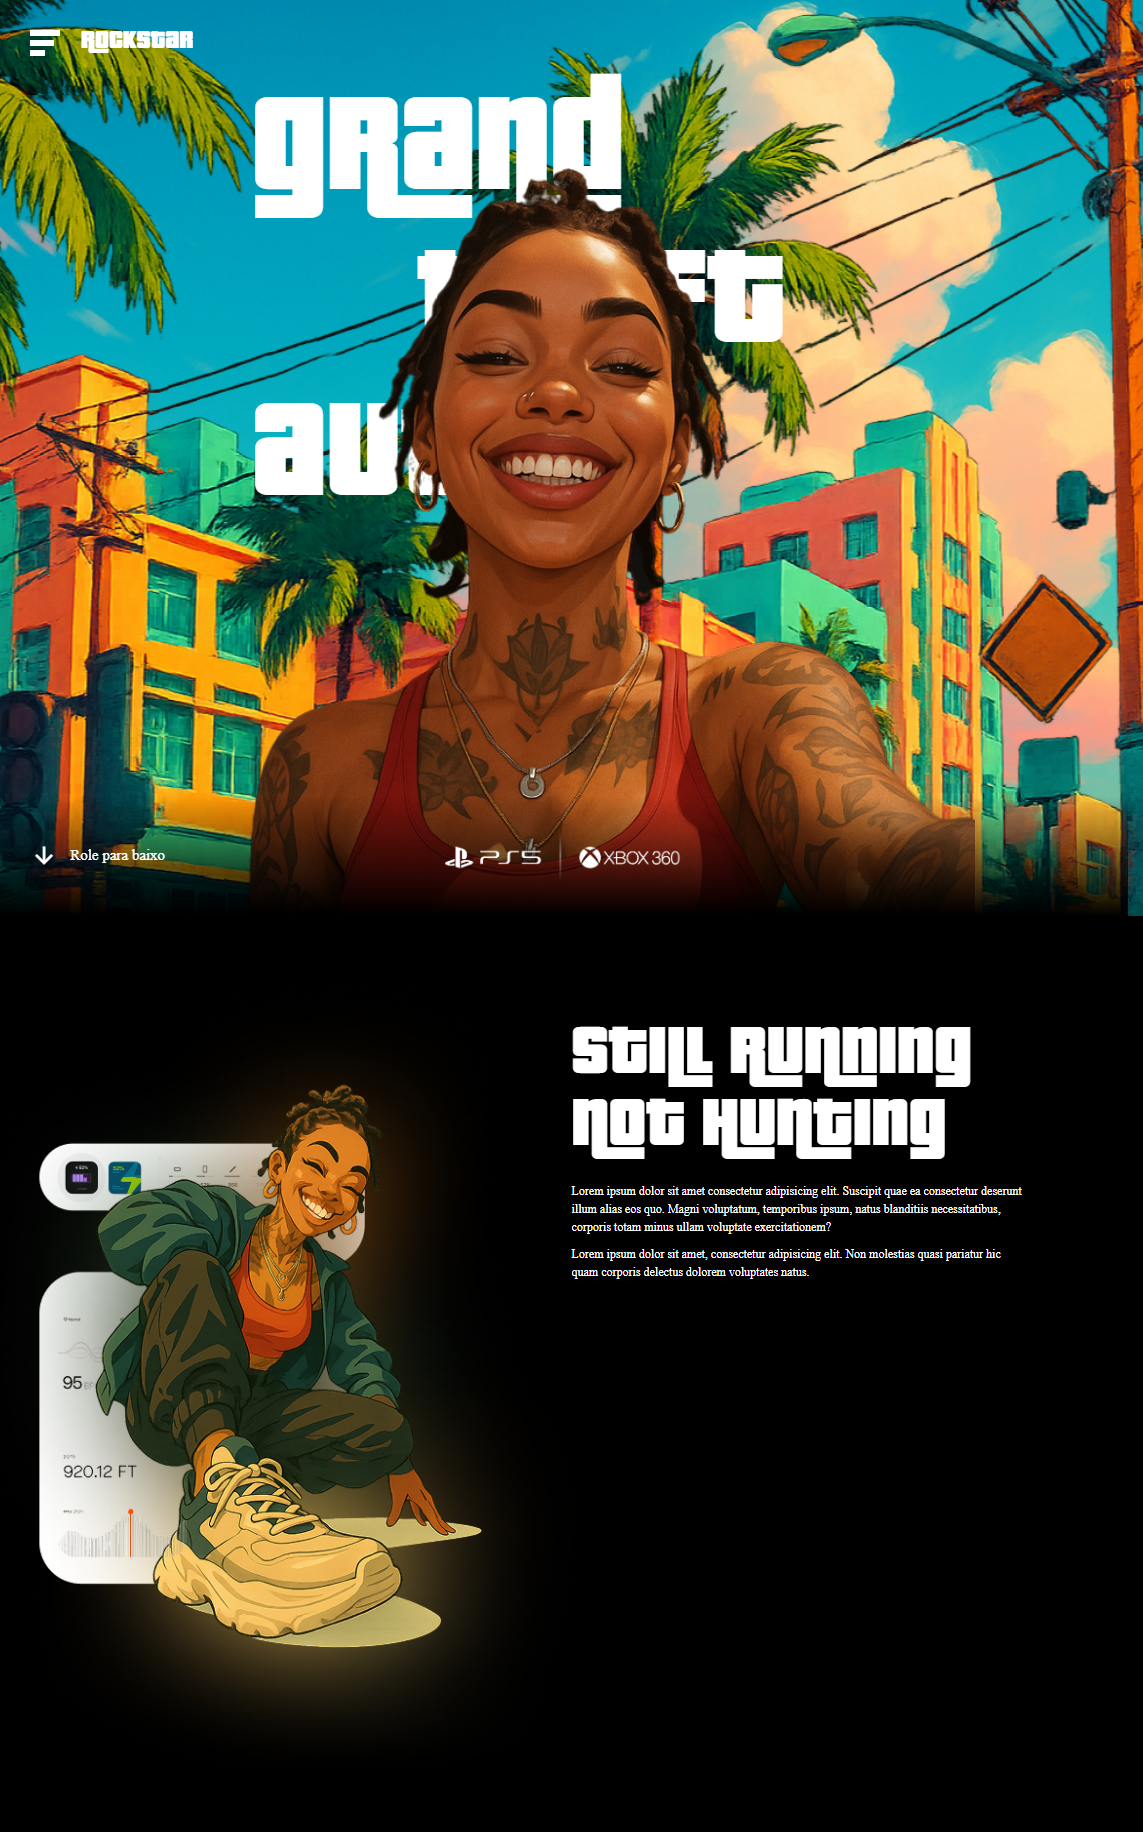 ROCKSTAR
grand
au
Role para baixo
PS5
XBOX 360
Still Running
not Hunting
Lorem ipsum dolor sit amet consectetur adipisicing elit. Suscipit quae ea consectetur deserunt
illum alias eos quo. Magni voluptatum, temporibus ipsum, natus blanditiis necessitatibus,
corporis totam minus ullam voluptate exercitationem?
Lorem ipsum dolor sit amet, consectetur adipisicing elit. Non molestias quasi pariatur hic
quam corporis delectus dolorem voluptates natus.
52%
95
920.12 FT